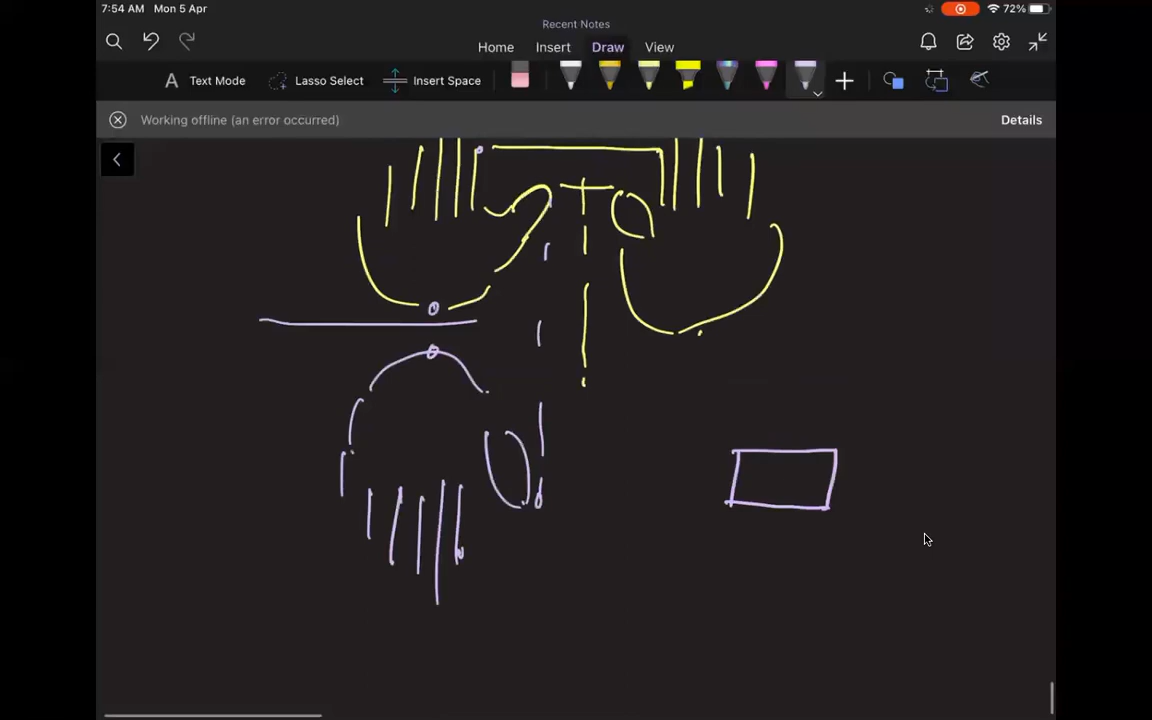 7:54 AM Mon 5 Apr 72%
Recent Notes
Home Insert Draw View
Text Mode Lasso Select Insert Space
Working offline (an error occurred) Details